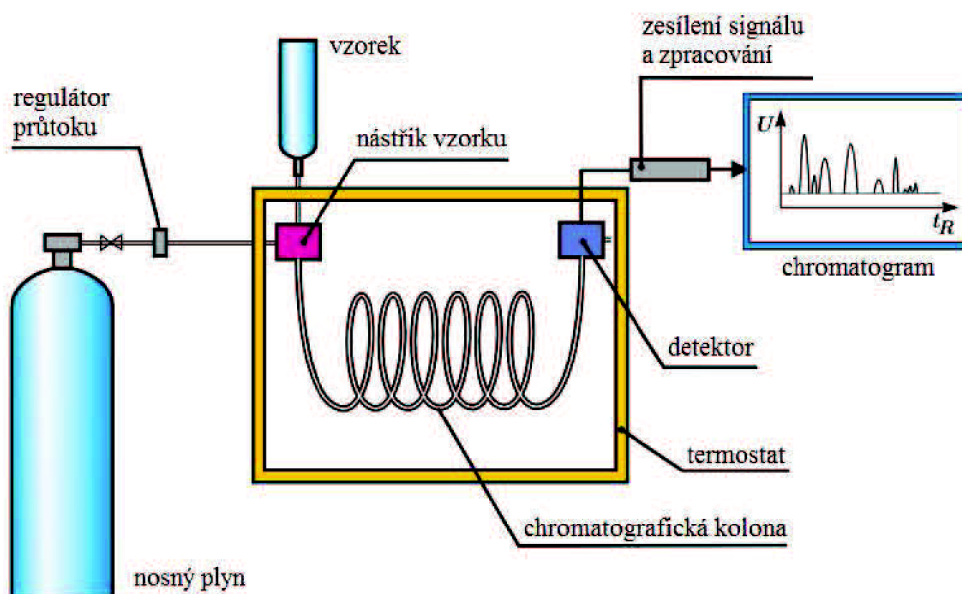 vzorek
zesílení signálu
a zpracování
regulátor
průtoku
nástřik vzorku
U
t_R
chromatogram
detektor
termostat
chromatografická kolona
nosný plyn